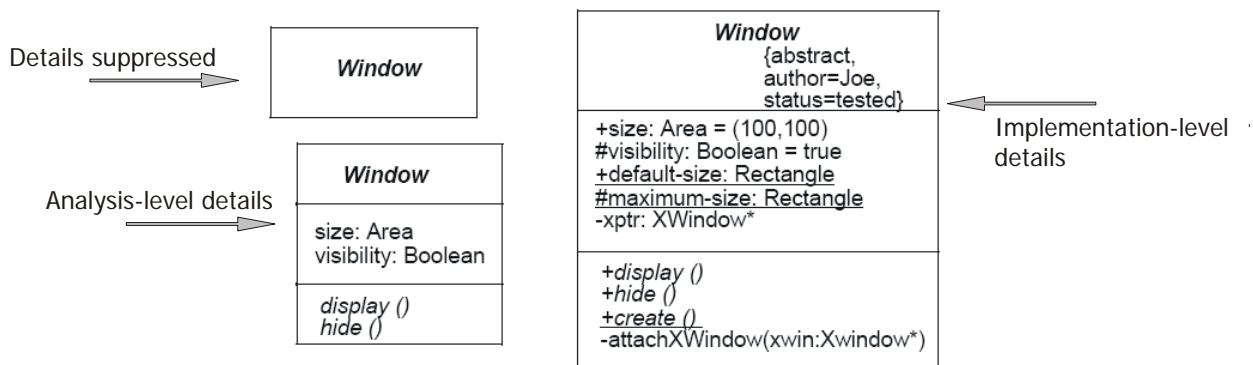 Details suppressed
Window
Analysis-level details
Window
size: Area
visibility: Boolean
display ()
hide ()
Window
{abstract,
author=Joe,
status=tested}
+size: Area = (100,100)
#visibility: Boolean = true
+default-size: Rectangle
#maximum-size: Rectangle
-xptr: XWindow*
+display ()
+hide ()
+create ()
-attachXWindow(xwin:Xwindow*)
Implementation-level
details